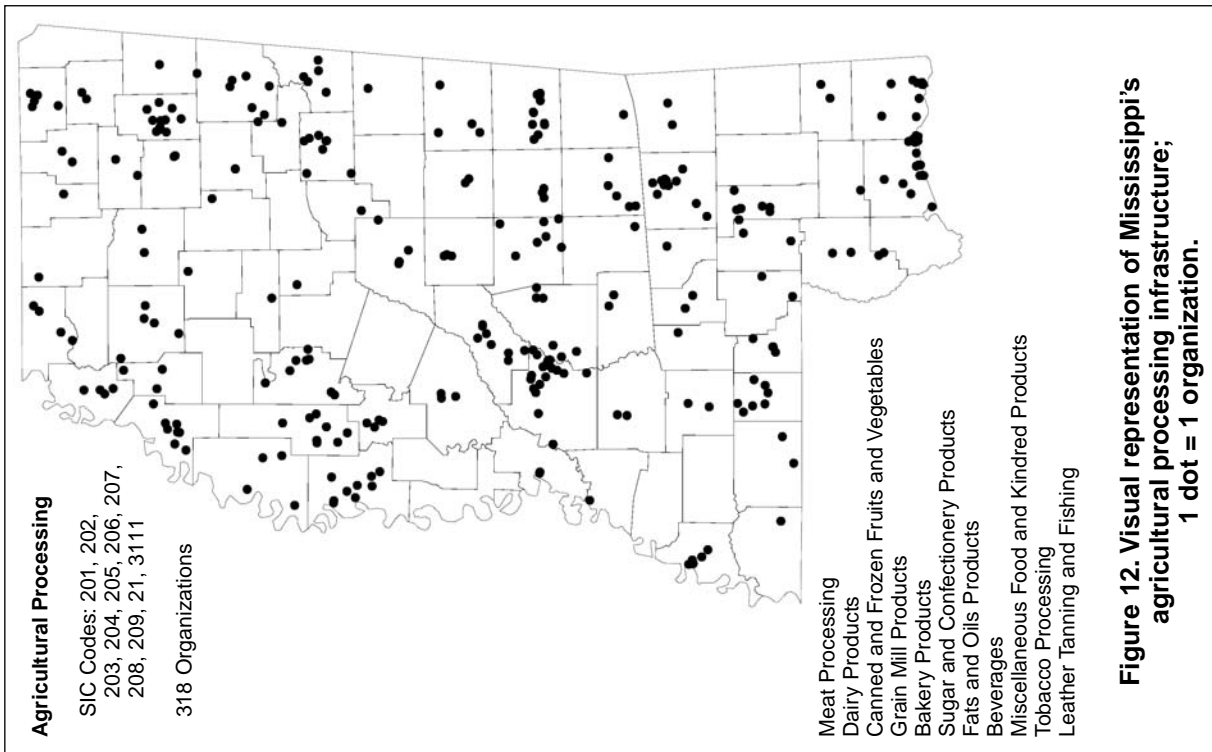 Agricultural Processing
SIC Codes: 201, 202,
203, 204, 205, 206, 207,
208, 209, 21, 3111
318 Organizations
Meat Processing
Dairy Products
Canned and Frozen Fruits and Vegetables
Grain Mill Products
Bakery Products
Sugar and Confectionery Products
Fats and Oils Products
Beverages
Miscellaneous Food and Kindred Products
Tobacco Processing
Leather Tanning and Fishing
Figure 12. Visual representation of Mississippi's
agricultural processing infrastructure;
1 dot = 1 organization.